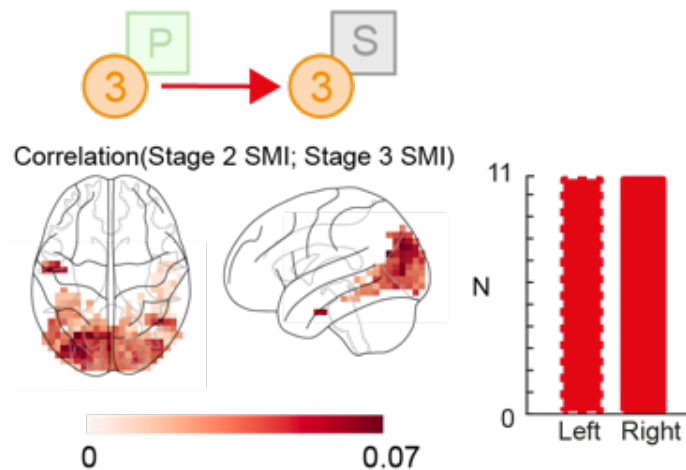 P S
3 3
Correlation(Stage 2 SMI; Stage 3 SMI)
11
N
0
Left Right
0 0.07